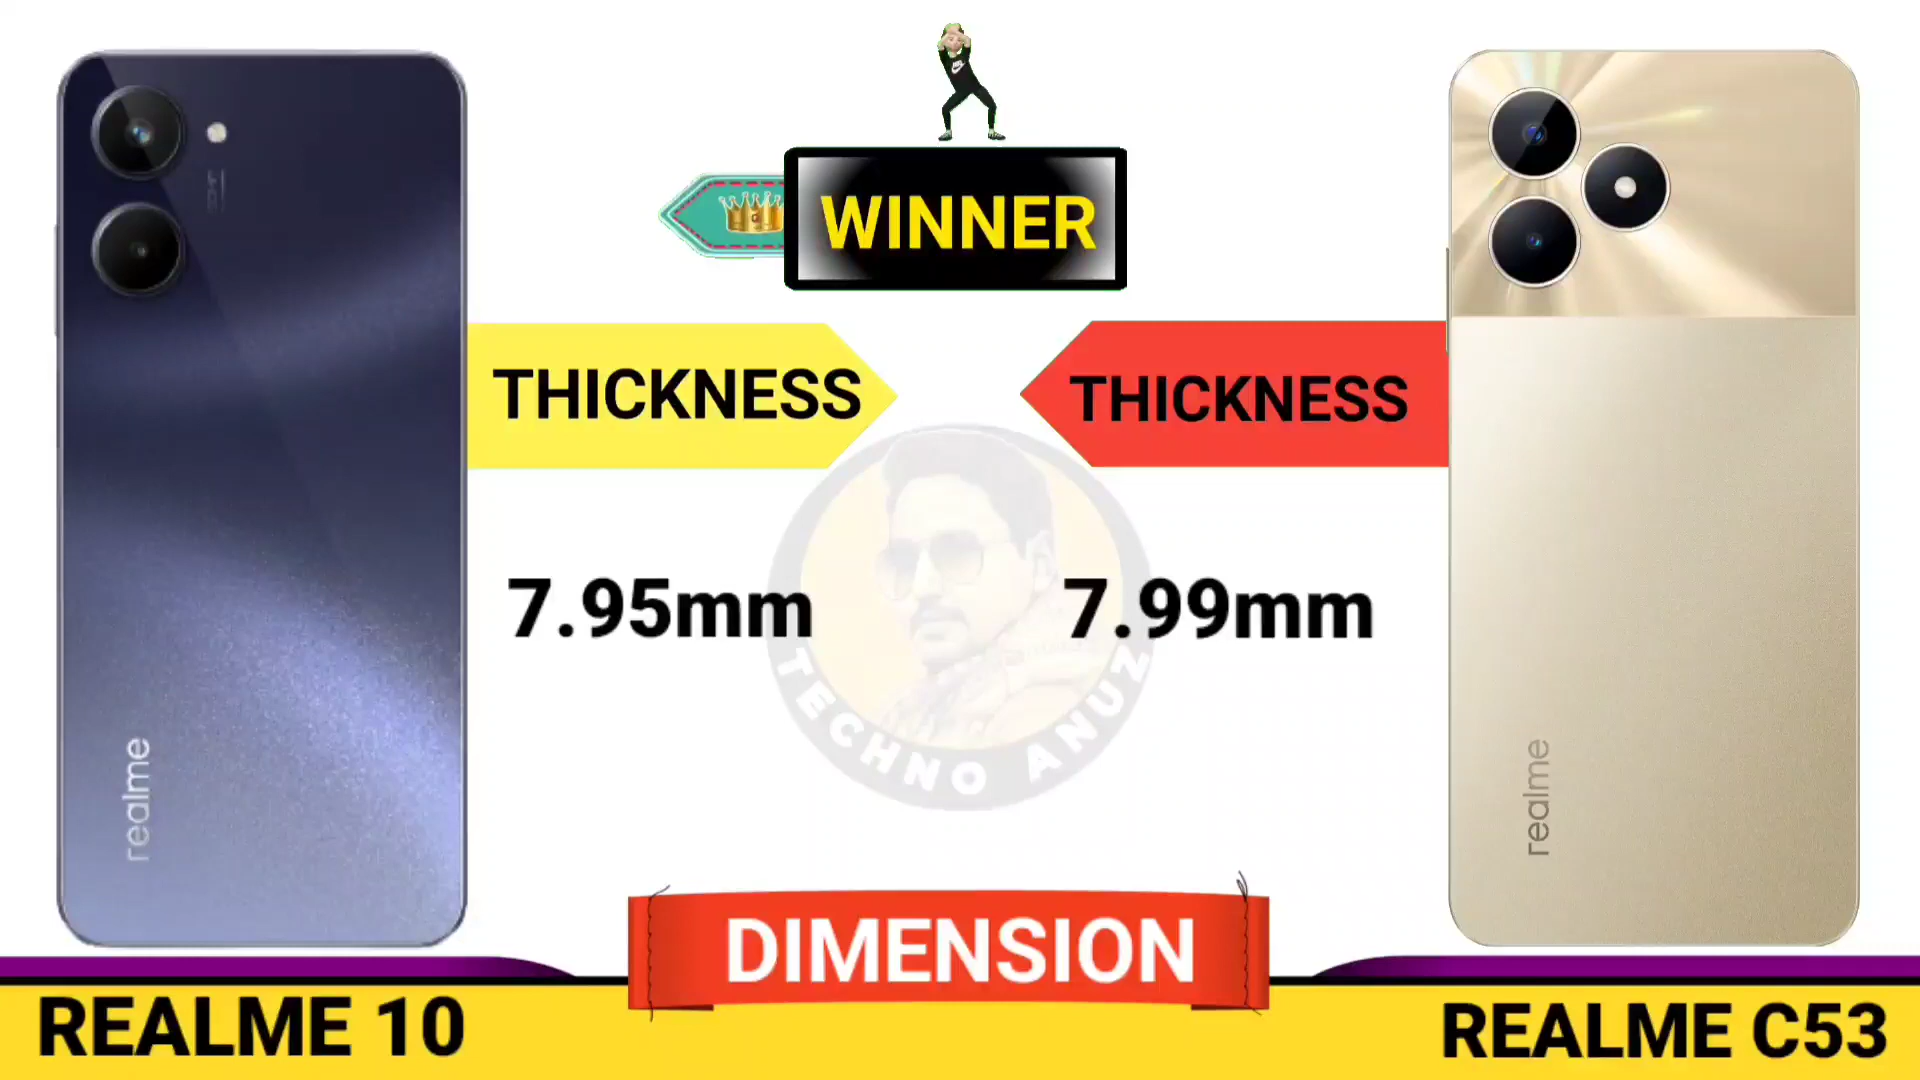 WINNER
THICKNESS
THICKNESS
7.95mm
7.99mm
TECHNO ANUZ
realme
realme
DIMENSION
REALME 10
REALME C53